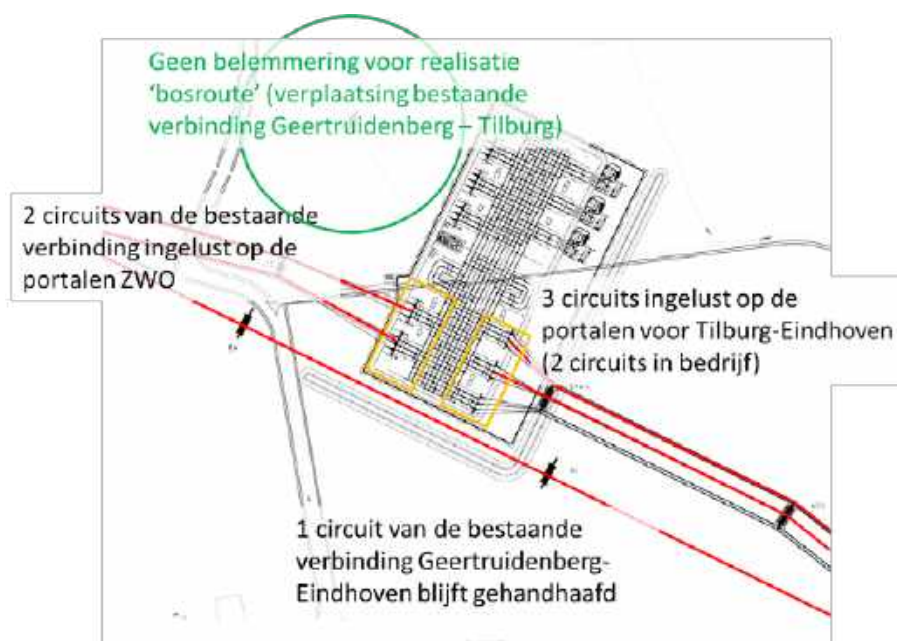 Geen belemmering voor realisatie
'bosroute' (verplaatsing bestaande
verbinding Geertruidenberg – Tilburg)
2 circuits van de bestaande
verbinding ingelust op de
portalen ZWO
3 circuits ingelust op de
portalen voor Tilburg-Eindhoven
(2 circuits in bedrijf)
1 circuit van de bestaande
verbinding Geertruidenberg-
Eindhoven blijft gehandhaafd